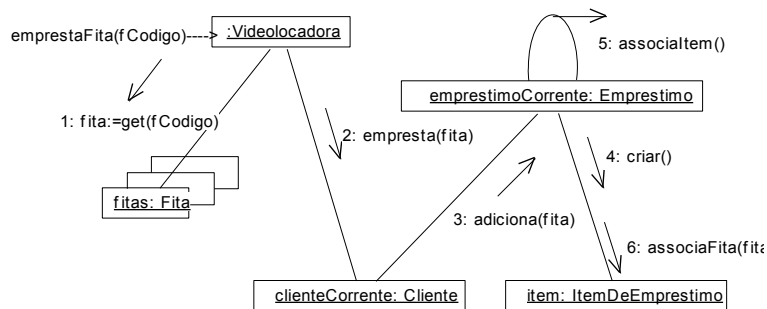 emprestaFita(fCodigo)---->
:Videolocadora
5: associaItem()
emprestimoCorrente: Emprestimo
1: fita:=get(fCodigo)
2: empresta(fita)
4: criar()
fitas: Fita
3: adiciona(fita)
6: associaFita(fita
clienteCorrente: Cliente
item: ItemDeEmprestimo